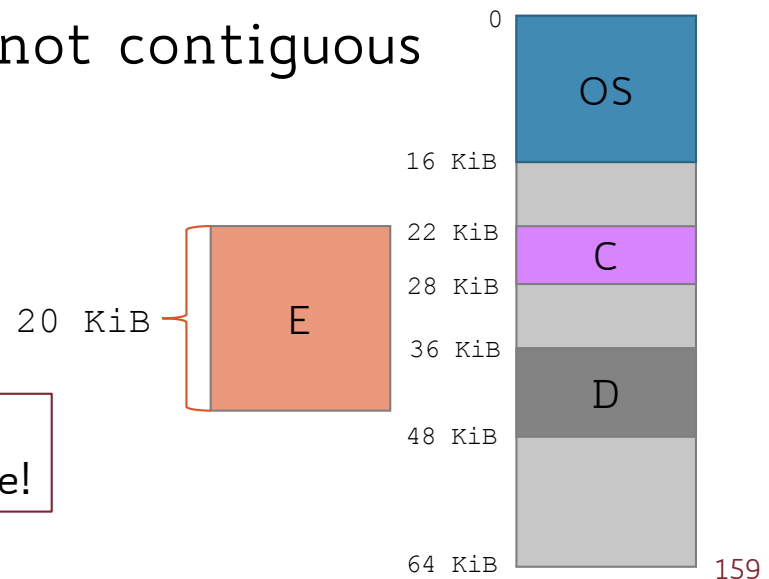 not contiguous
0
OS
16 KiB
22 KiB
C
28 KiB
20 KiB
E
36 KiB
D
e!
48 KiB
64 KiB
159